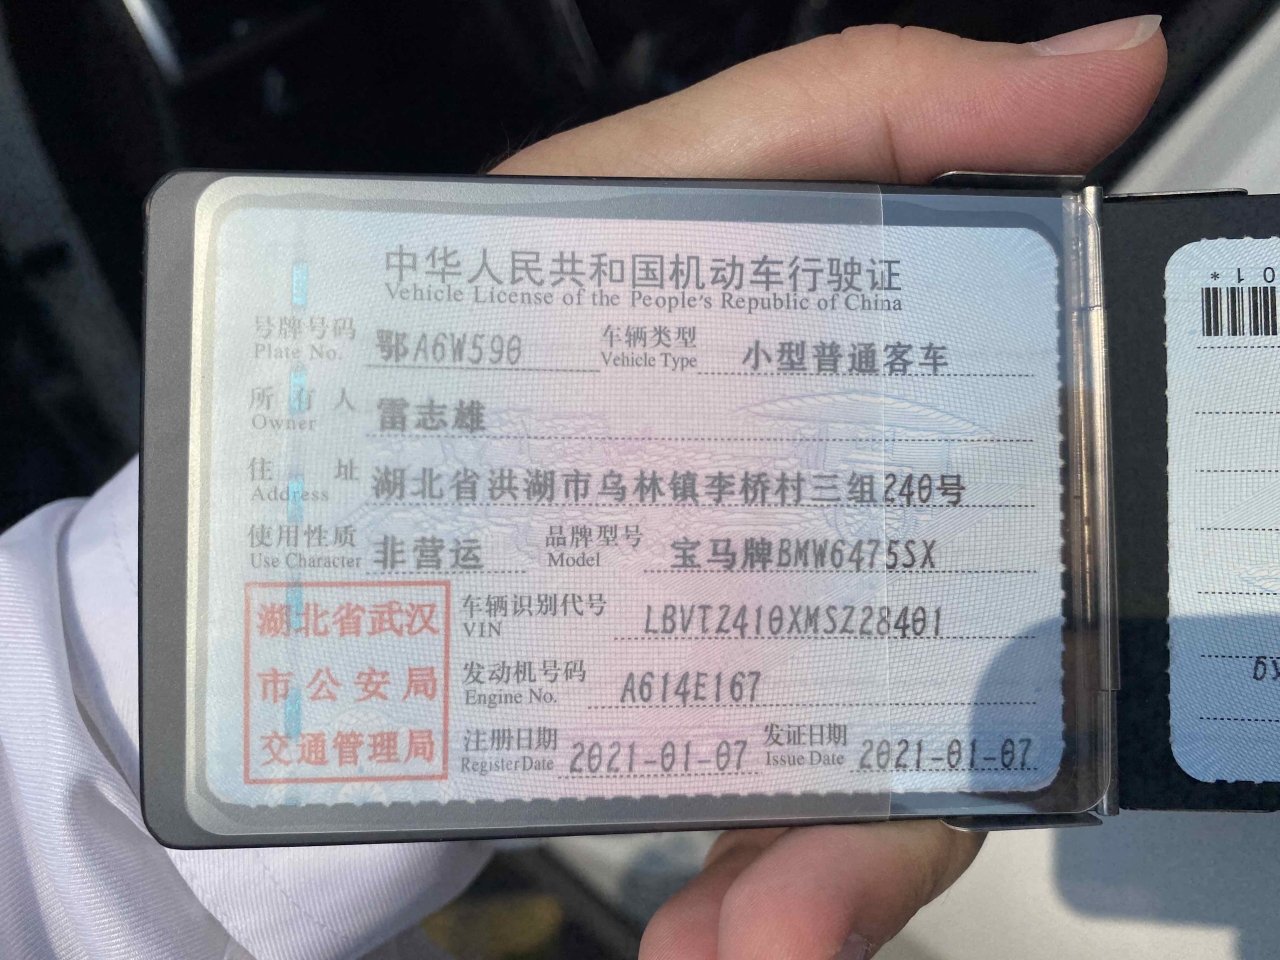 中华人民共和国机动车行驶证
Vehicle License of the People's Republic of China
号牌号码 鄂A6W590 车辆类型 小型普通客车
Plate No. Vehicle Type
所有人 雷志雄
Owner
住址 湖北省洪湖市乌林镇李桥村三组240号
Address
使用性质 非营运 品牌型号 宝马牌BMW6475SX
Use Character Model
湖北省武汉
市公安局
交通管理局
车辆识别代号 LBVTZ410XMSZ28401
VIN
发动机号码 A614E167
Engine No.
注册日期 2021-01-07 发证日期 2021-01-07
Register Date Issue Date